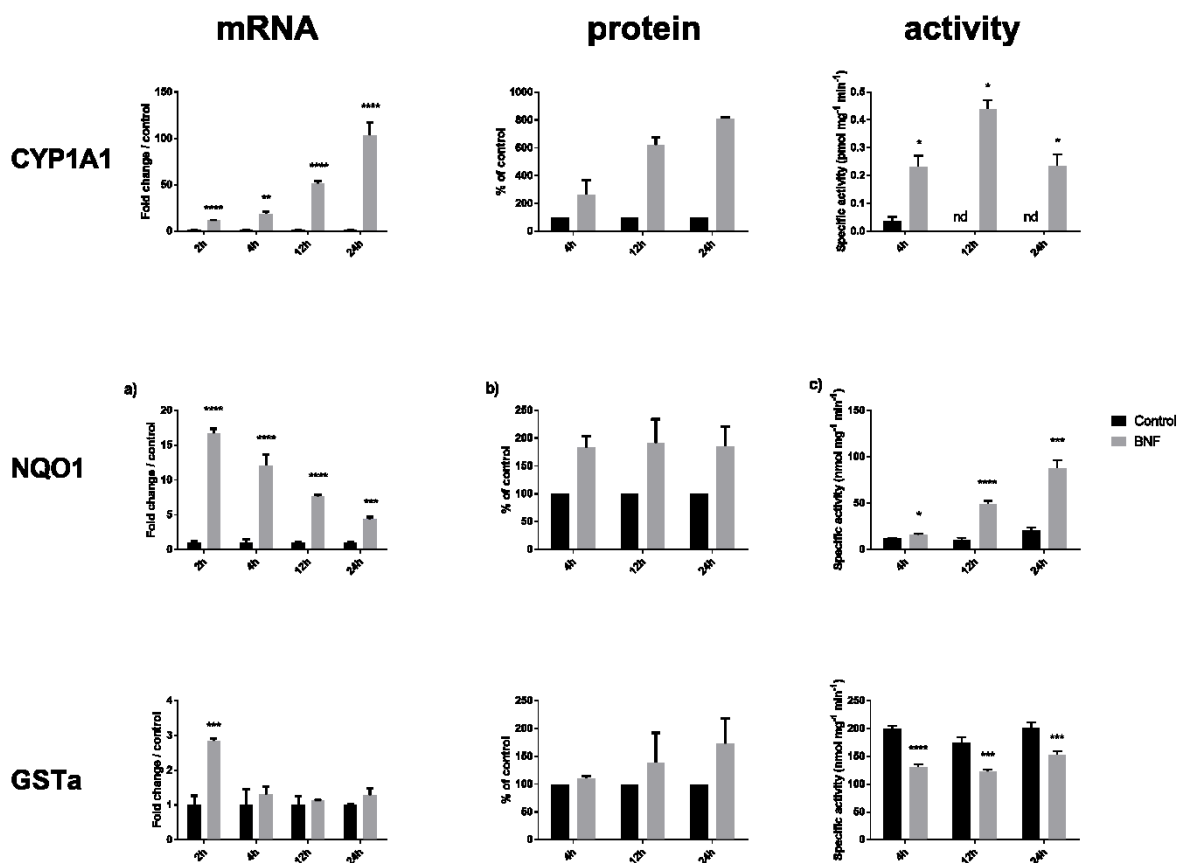 mRNA protein activity
CYP1A1
Fold change / control
150
100
50
0
**** ** **** ****
2h 4h 12h 24h
% of control
1000
800
600
400
200
0
4h 12h 24h
Specific activity (pmol mg-1 min-1)
0.6
0.5
0.4
0.3
0.2
0.1
0.0
* * *
nd nd
4h 12h 24h
NQO1
a)
Fold change / control
20
15
10
5
0
**** **** **** ***
2h 4h 12h 24h
b)
% of control
250
200
150
100
50
0
4h 12h 24h
c)
Specific activity (nmol mg-1 min-1)
150
100
50
0
* **** ***
4h 12h 24h
Control
BNF
GSTa
Fold change / control
4
3
2
1
0
***
2h 4h 12h 24h
% of control
250
200
150
100
50
0
4h 12h 24h
Specific activity (nmol mg-1 min-1)
250
200
150
100
50
0
**** *** ***
4h 12h 24h